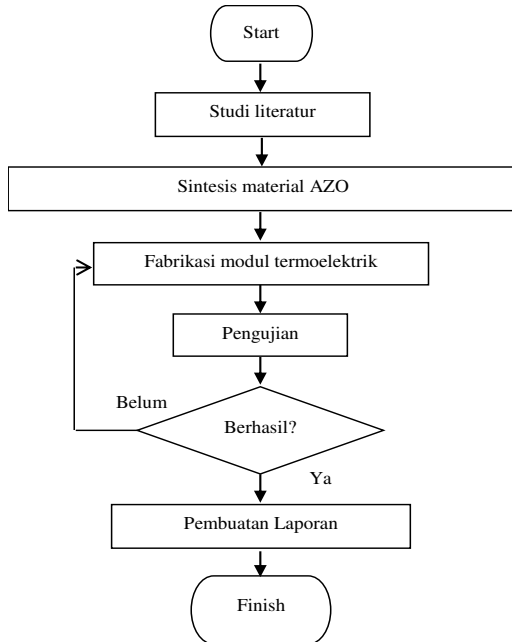 Start
Studi literatur
Sintesis material AZO
Fabrikasi modul termoelektrik
Pengujian
Belum
Berhasil?
Ya
Pembuatan Laporan
Finish